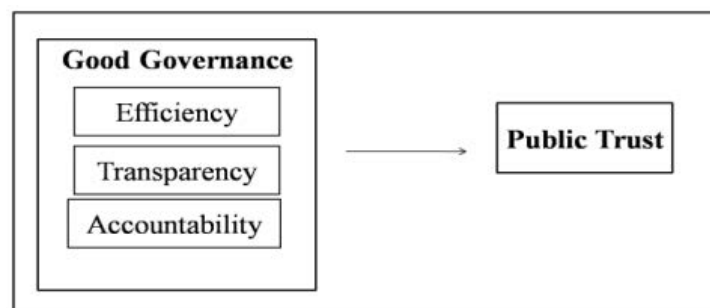 Good Governance
Efficiency
Transparency
Accountability
Public Trust